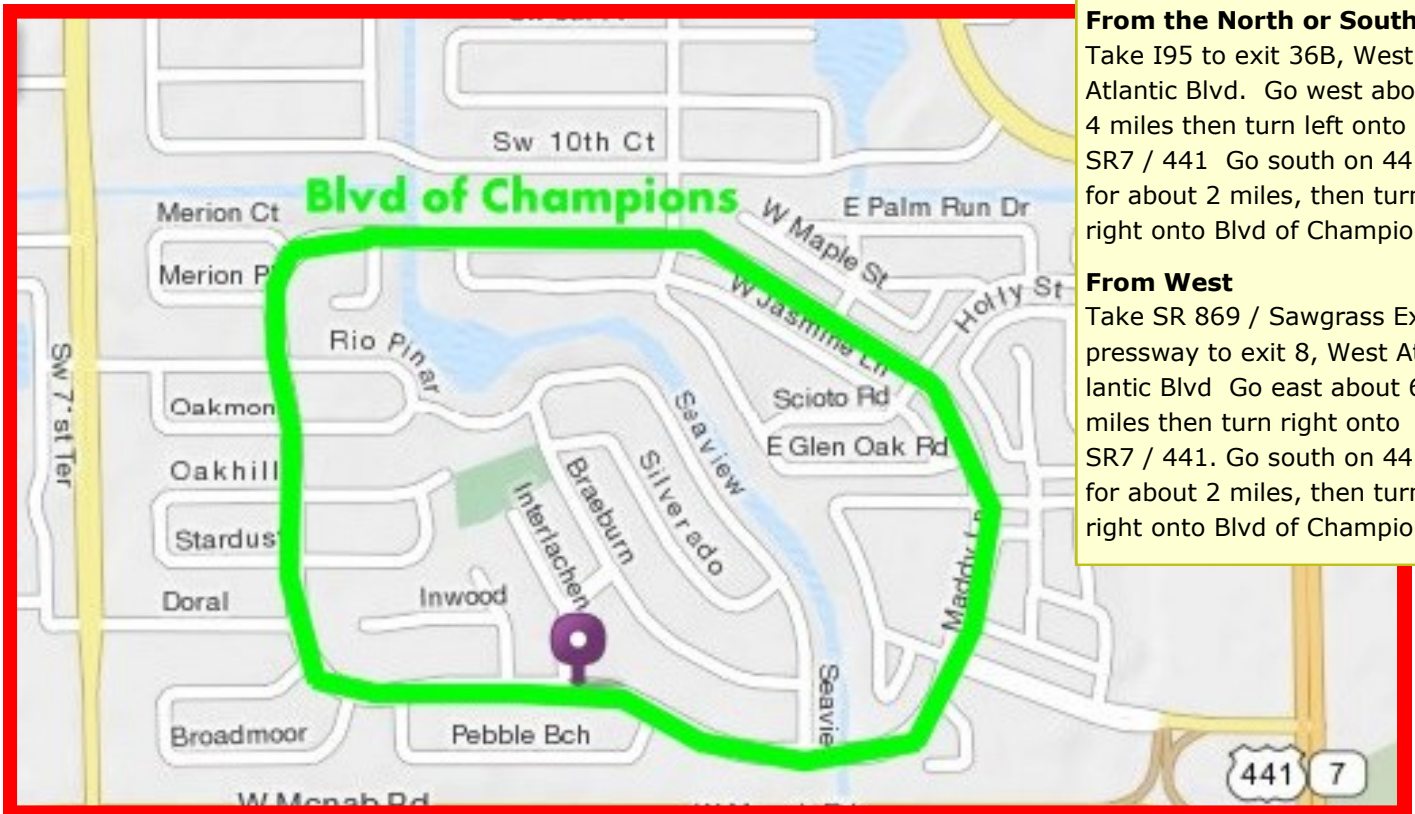 From the North or South
Take I95 to exit 36B, West
Atlantic Blvd. Go west abo
4 miles then turn left onto
SR7 / 441 Go south on 44
for about 2 miles, then turn
right onto Blvd of Champio
From West
Take SR 869 / Sawgrass Ex
pressway to exit 8, West At
lantic Blvd Go east about 6
miles then turn right onto
SR7 / 441. Go south on 44
for about 2 miles, then turn
right onto Blvd of Champio
Sw 10th Ct
Blvd of Champions
Merion Ct
W Maple St
E Palm Run Dr
Merion P
W Jasmine Ln
Holly St
Rio Pinar
Sw 7'st Ter
Oakmon
Seaview
Scioto Rd
E Glen Oak Rd
Oakhill
Silverado
Braeburn
Interlachen
Stardus
Maddy Ln
Doral
Inwood
Seavie
Broadmoor
Pebble Bch
441
7
W Mcnab Rd